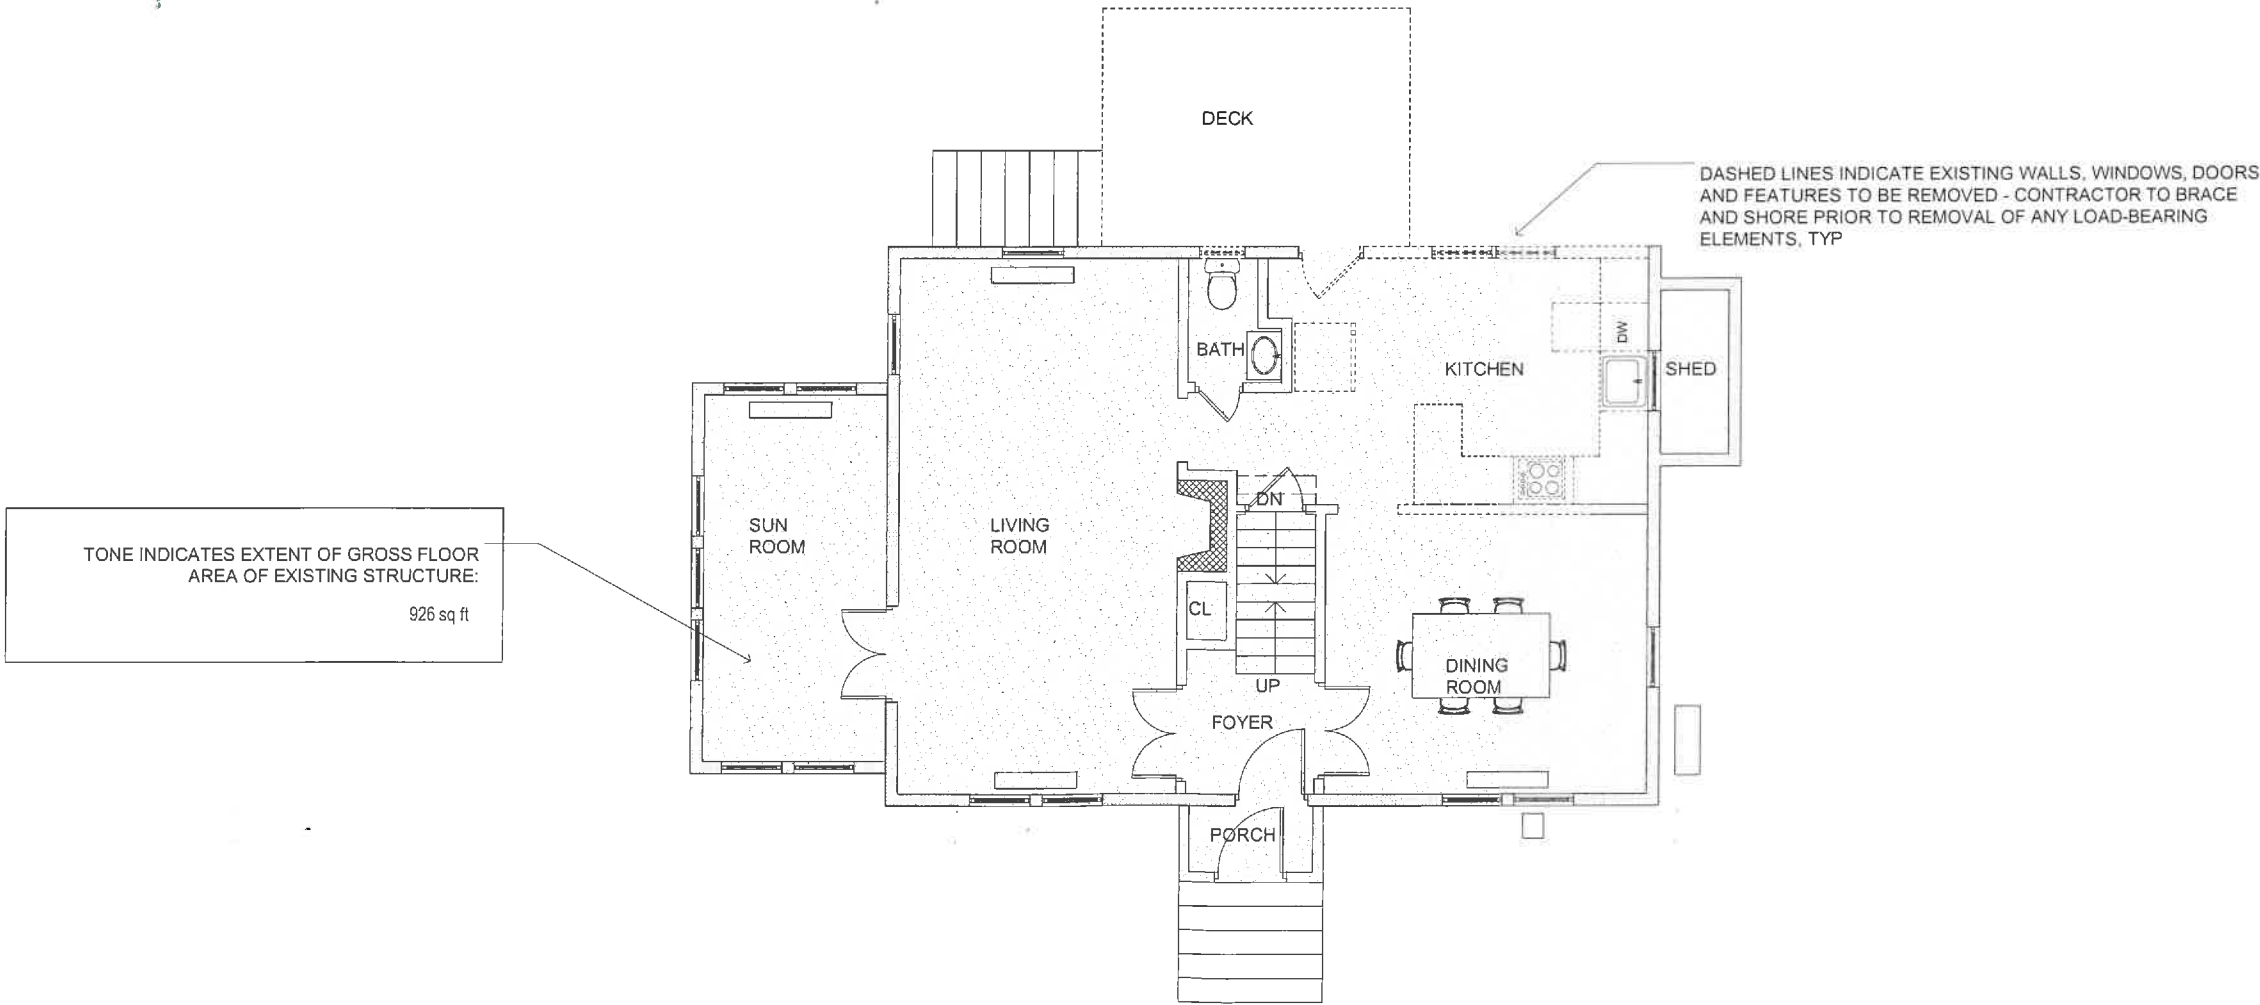 DECK
DASHED LINES INDICATE EXISTING WALLS, WINDOWS, DOORS
AND FEATURES TO BE REMOVED - CONTRACTOR TO BRACE
AND SHORE PRIOR TO REMOVAL OF ANY LOAD-BEARING
ELEMENTS, TYP
BATH
KITCHEN
DW
SHED
DN
SUN
ROOM
LIVING
ROOM
TONE INDICATES EXTENT OF GROSS FLOOR
AREA OF EXISTING STRUCTURE:
926 sq ft
CL
DINING
ROOM
UP
FOYER
PORCH